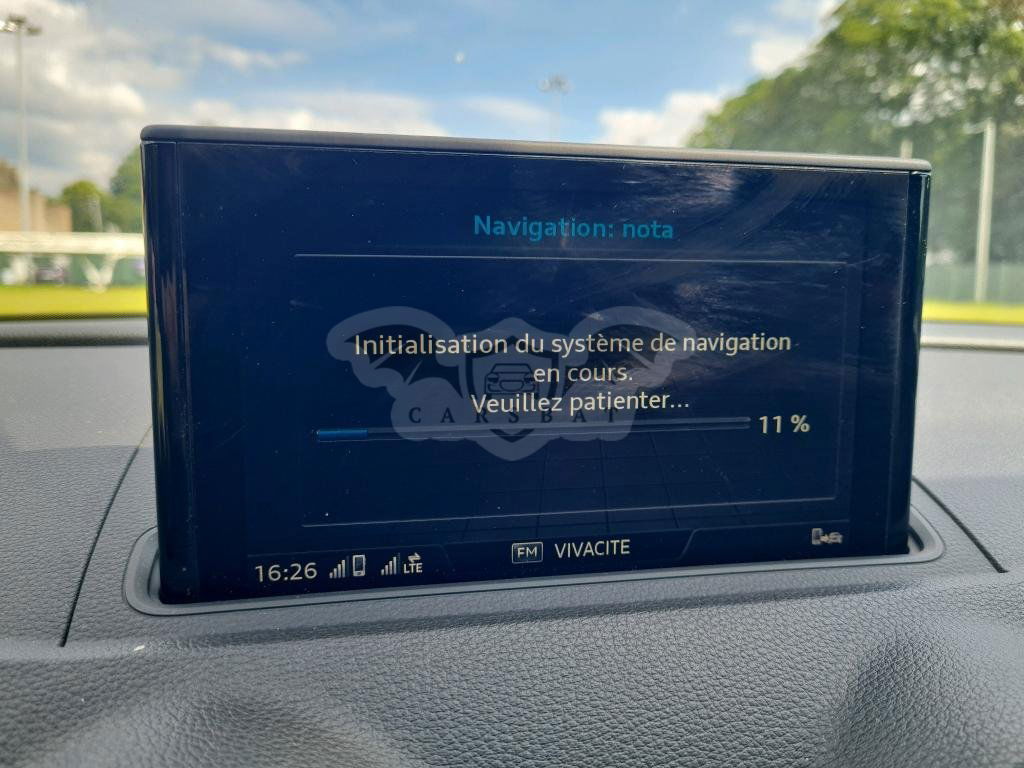 Navigation: nota
Initialisation du système de navigation
en cours.
Veuillez patienter...
CARSBAT
11 %
FM VIVACITE
16:26 LTE